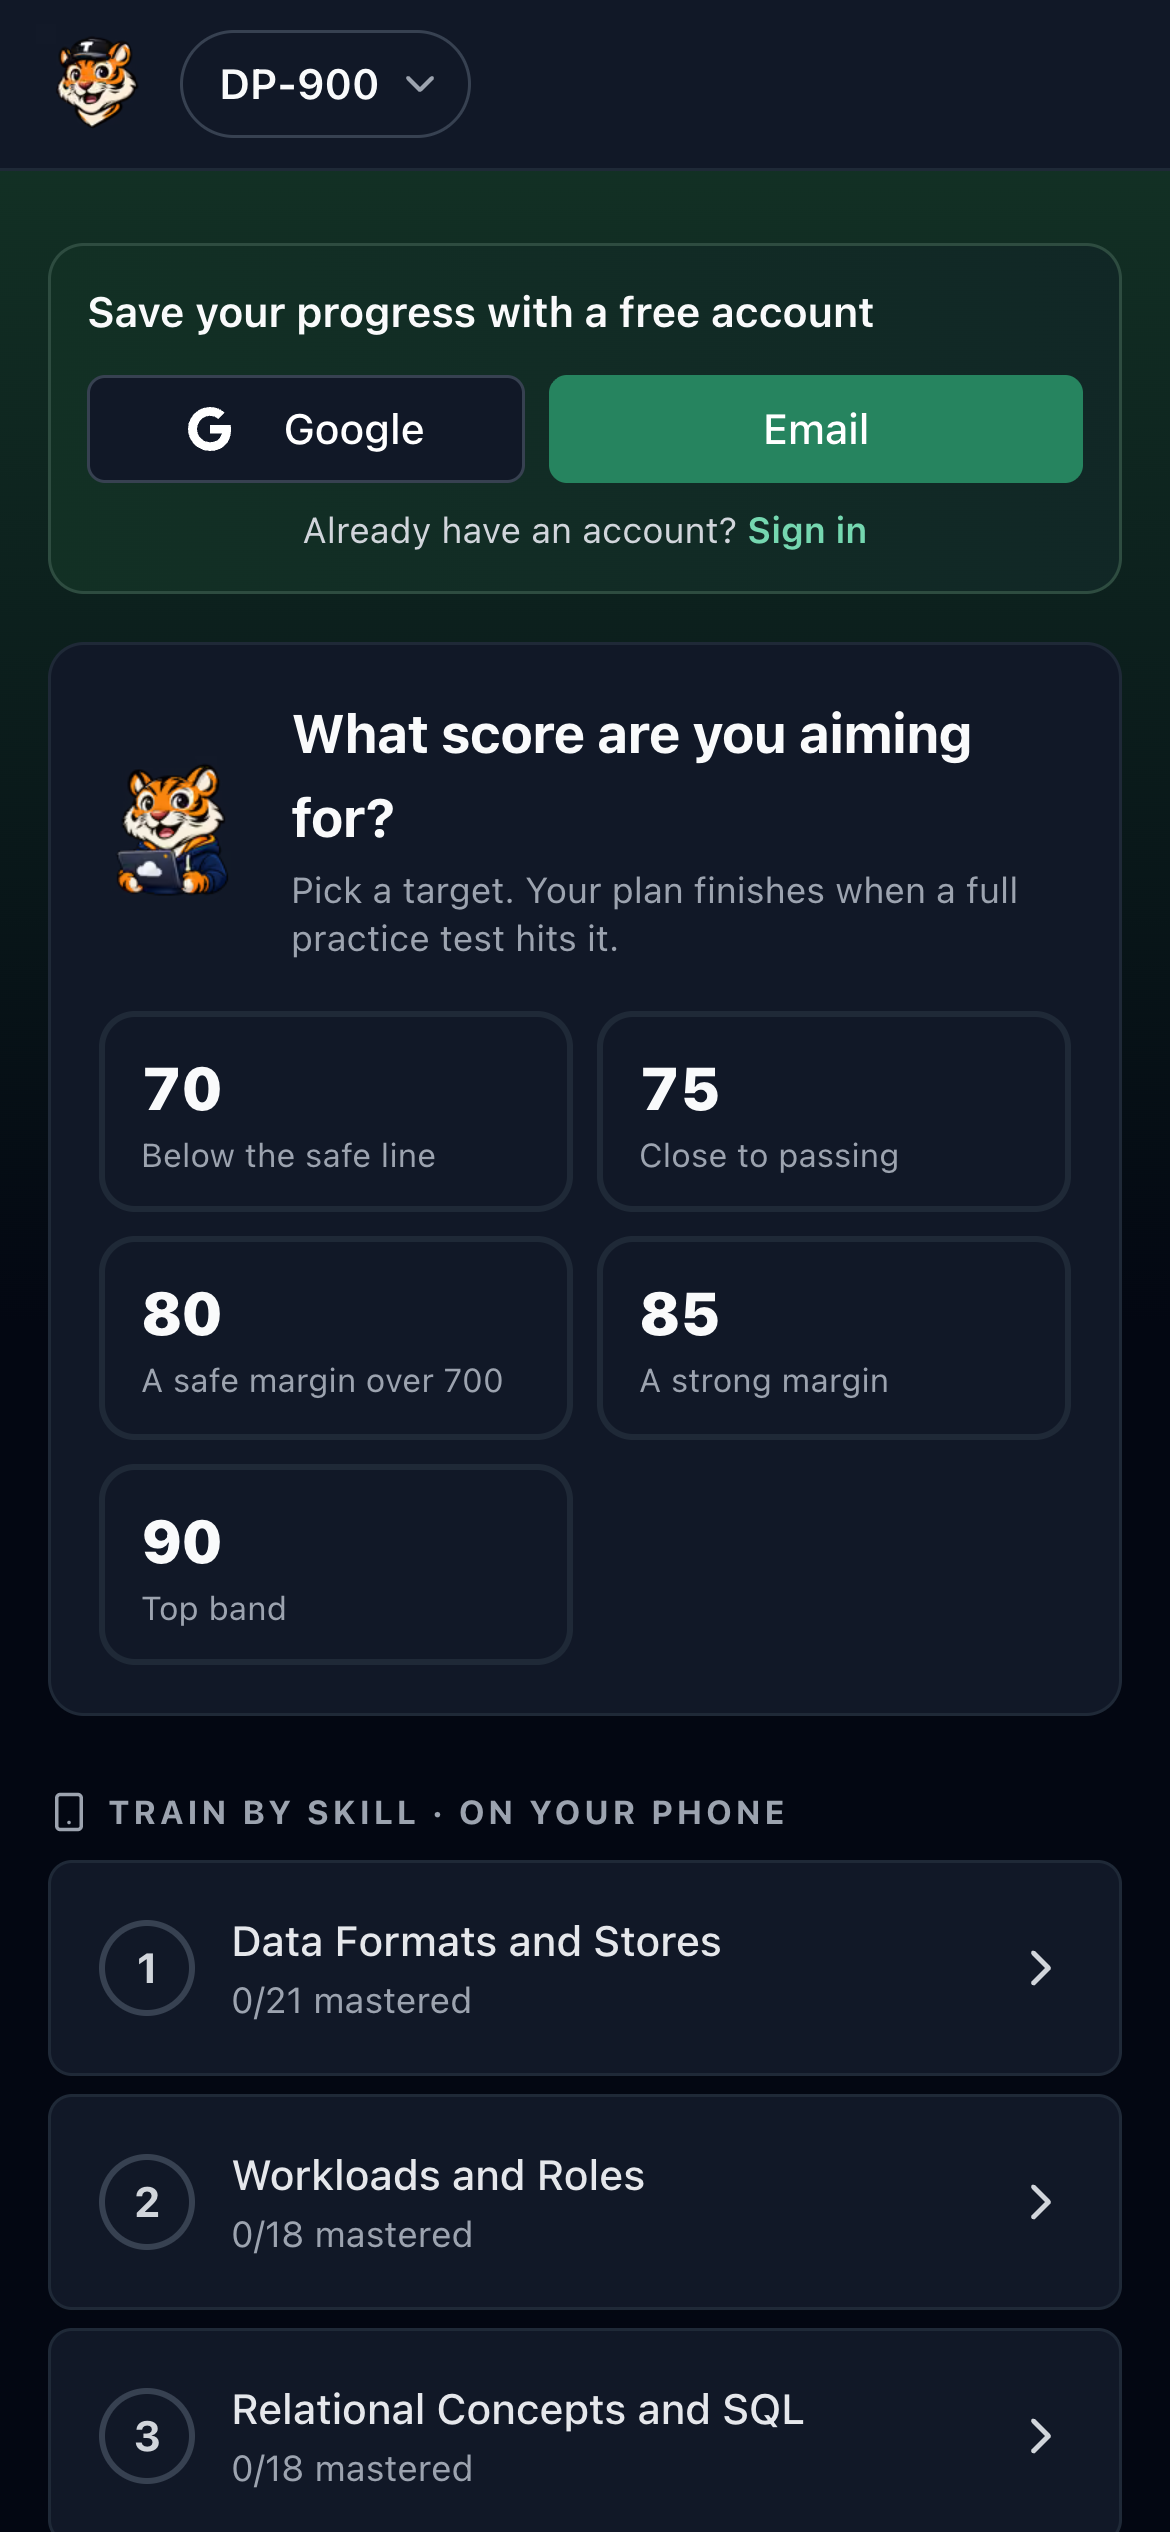 T
DP-900
Save your progress with a free account
Google
Email
Already have an account? Sign in
What score are you aiming
for?
Pick a target. Your plan finishes when a full
practice test hits it.
70
Below the safe line
75
Close to passing
80
A safe margin over 700
85
A strong margin
90
Top band
TRAIN BY SKILL · ON YOUR PHONE
1
Data Formats and Stores
0/21 mastered
2
Workloads and Roles
0/18 mastered
3
Relational Concepts and SQL
0/18 mastered